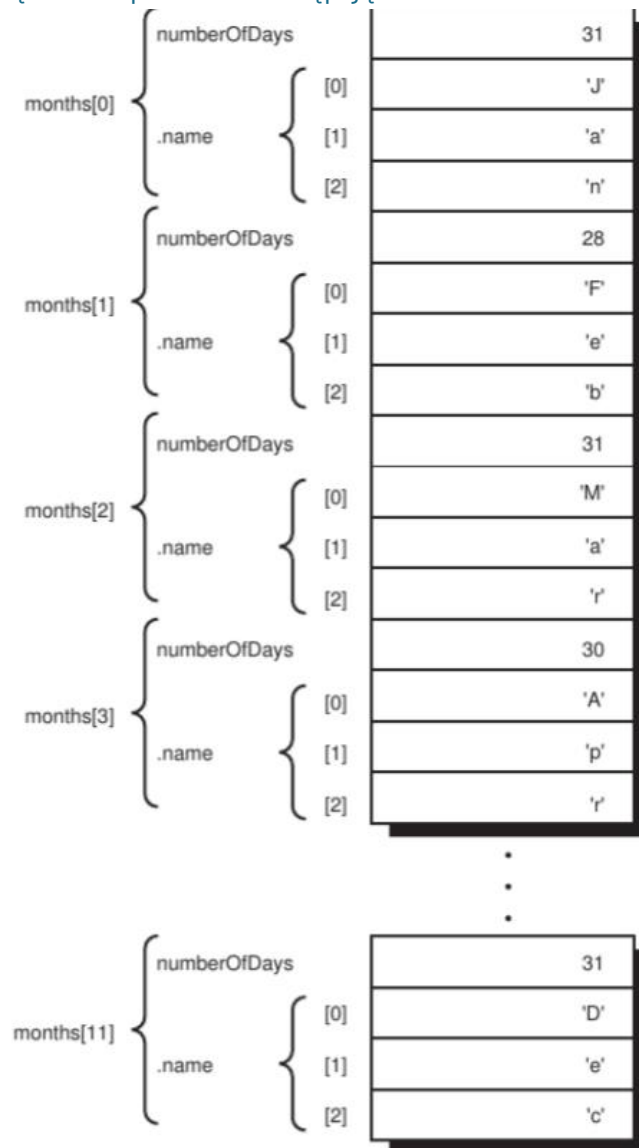 numberOfDays 31
[0] 'J'
months[0]
.name [1] 'a'
[2] 'n'
numberOfDays 28
[0] 'F'
months[1]
.name [1] 'e'
[2] 'b'
numberOfDays 31
[0] 'M'
months[2]
.name [1] 'a'
[2] 'r'
numberOfDays 30
[0] 'A'
months[3]
.name [1] 'p'
[2] 'r'
numberOfDays 31
[0] 'D'
months[11]
.name [1] 'e'
[2] 'c'